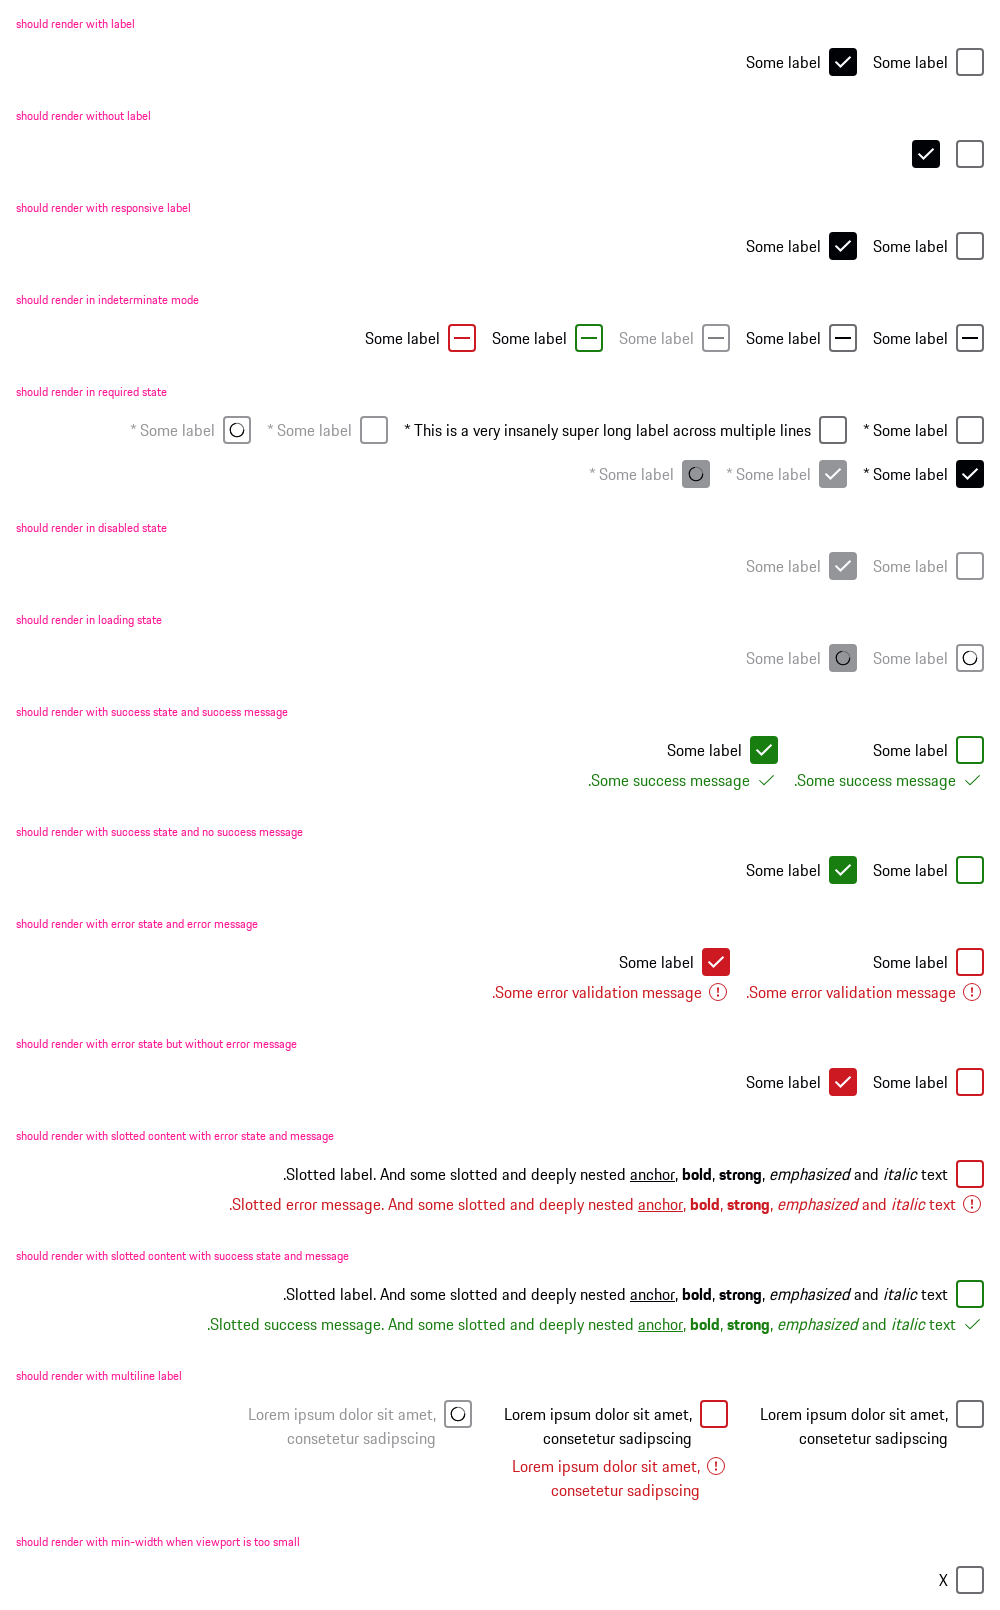 should render with label
Some label Some label
should render without label
should render with responsive label
Some label Some label
should render in indeterminate mode
Some label Some label Some label Some label Some label
should render in required state
* Some label * Some label * This is a very insanely super long label across multiple lines * Some label
* Some label * Some label * Some label
should render in disabled state
Some label Some label
should render in loading state
Some label Some label
should render with success state and success message
Some label Some label
.Some success message .Some success message
should render with success state and no success message
Some label Some label
should render with error state and error message
Some label Some label
.Some error validation message .Some error validation message
should render with error state but without error message
Some label Some label
should render with slotted content with error state and message
.Slotted label. And some slotted and deeply nested anchor, bold, strong, emphasized and italic text
.Slotted error message. And some slotted and deeply nested anchor, bold, strong, emphasized and italic text
should render with slotted content with success state and message
.Slotted label. And some slotted and deeply nested anchor, bold, strong, emphasized and italic text
.Slotted success message. And some slotted and deeply nested anchor, bold, strong, emphasized and italic text
should render with multiline label
Lorem ipsum dolor sit amet, Lorem ipsum dolor sit amet, Lorem ipsum dolor sit amet,
consetetur sadipscing consetetur sadipscing consetetur sadipscing
Lorem ipsum dolor sit amet,
consetetur sadipscing
should render with min-width when viewport is too small
X